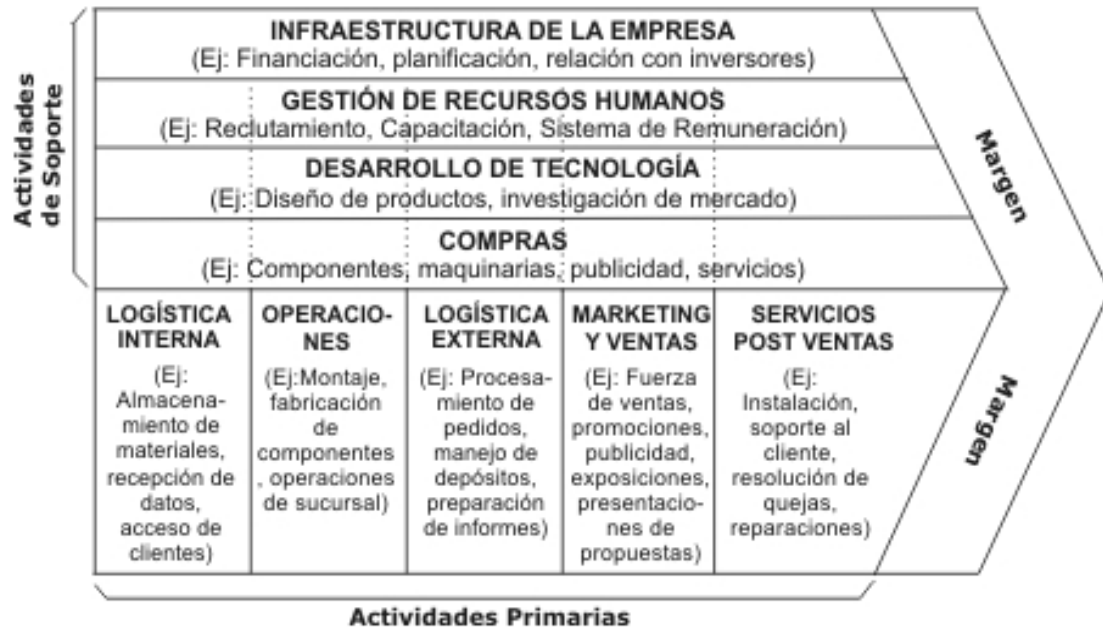 Actividades
de Soporte
INFRAESTRUCTURA DE LA EMPRESA
(Ej: Financiación, planificación, relación con inversores)
GESTIÓN DE RECURSOS HUMANOS
(Ej: Reclutamiento, Capacitación, Sistema de Remuneración)
DESARROLLO DE TECNOLOGÍA
(Ej: Diseño de productos, investigación de mercado)
COMPRAS
(Ej: Componentes, maquinarias, publicidad, servicios)
Margen
LOGÍSTICA
INTERNA
(Ej:
Almacena-
miento de
materiales,
recepción de
datos,
acceso de
clientes)
OPERACIO-
NES
(Ej:Montaje,
fabricación
de
componentes
, operaciones
de sucursal)
LOGÍSTICA
EXTERNA
(Ej: Procesa-
miento de
pedidos,
manejo de
depósitos,
preparación
de informes)
MARKETING
Y VENTAS
(Ej: Fuerza
de ventas,
promociones,
publicidad,
exposiciones,
presentacio-
nes de
propuestas)
SERVICIOS
POST VENTAS
(Ej:
Instalación,
soporte al
cliente,
resolución de
quejas,
reparaciones)
Margen
Actividades Primarias